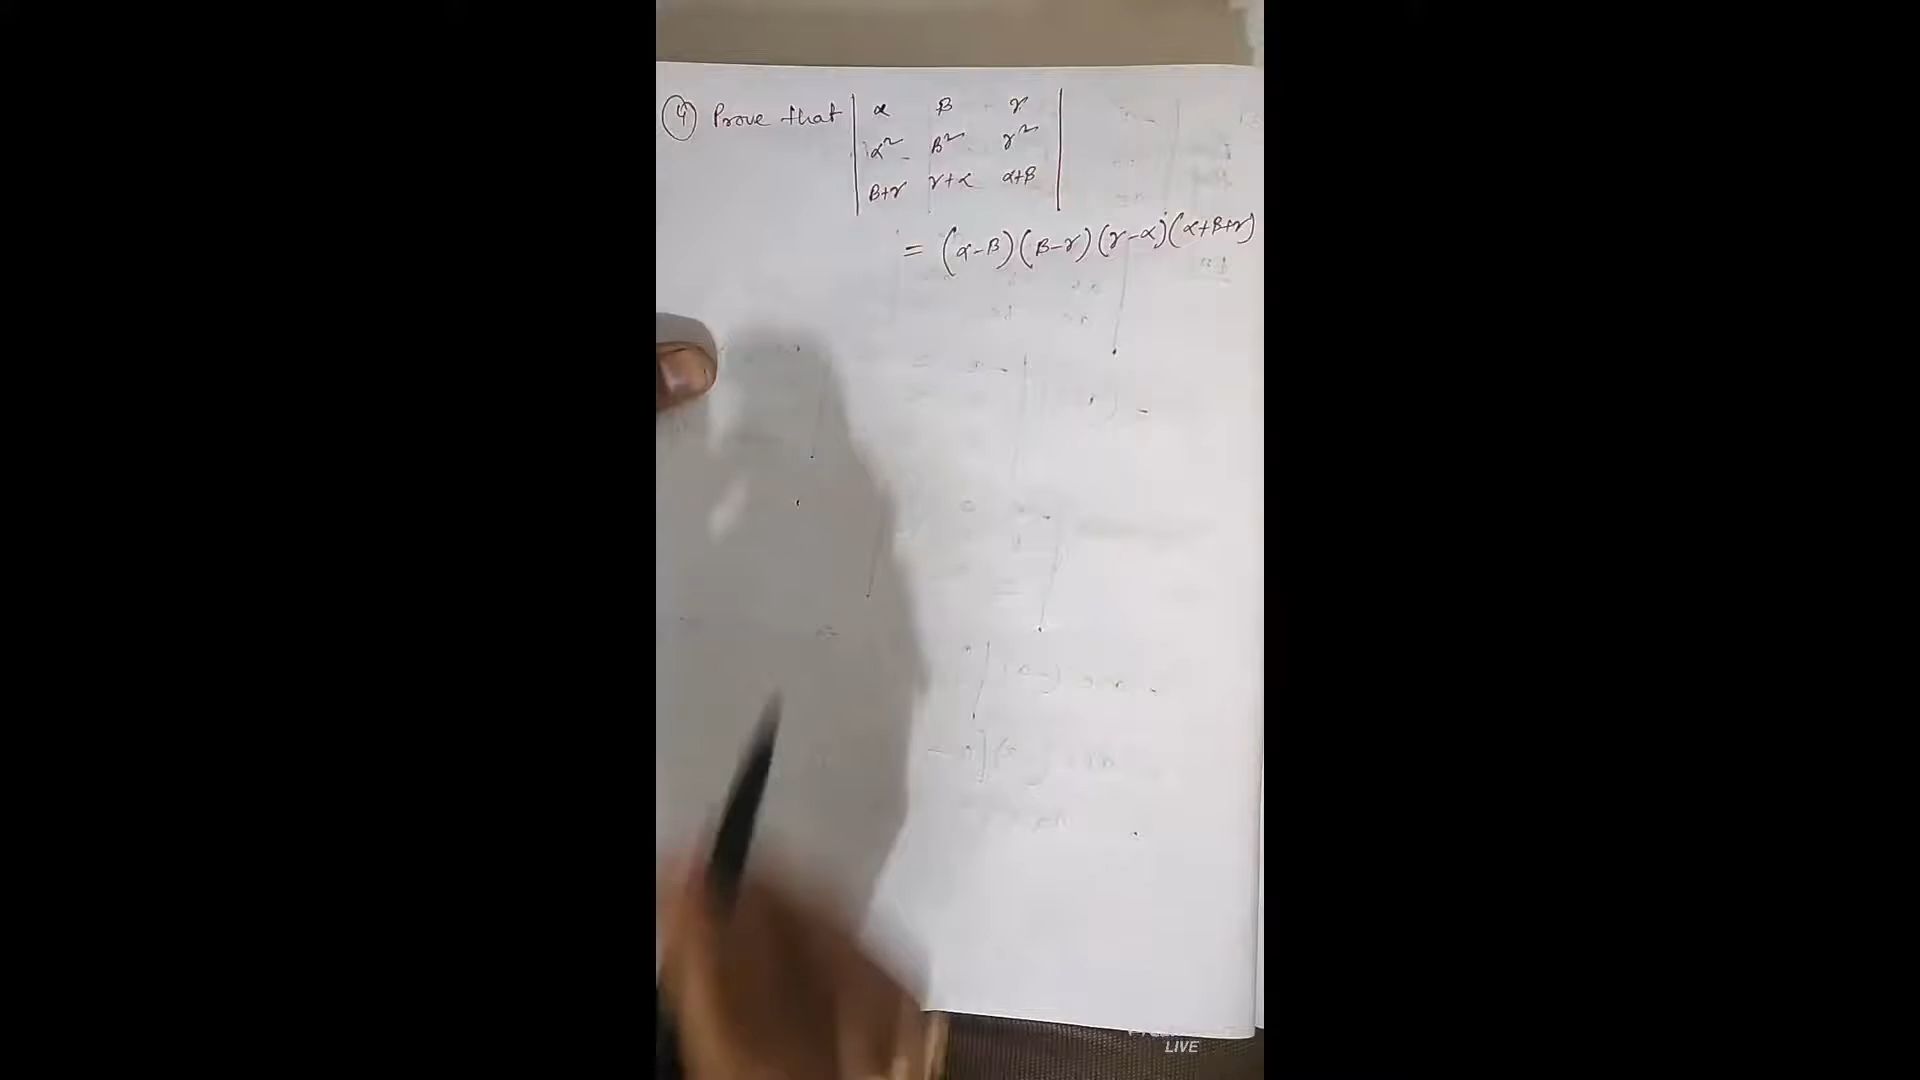 ④ Prove that | α β γ |
| α² β² γ² |
| β+γ γ+α α+β |
= (α-β)(β-γ)(γ-α)(α+β+γ)
LIVE